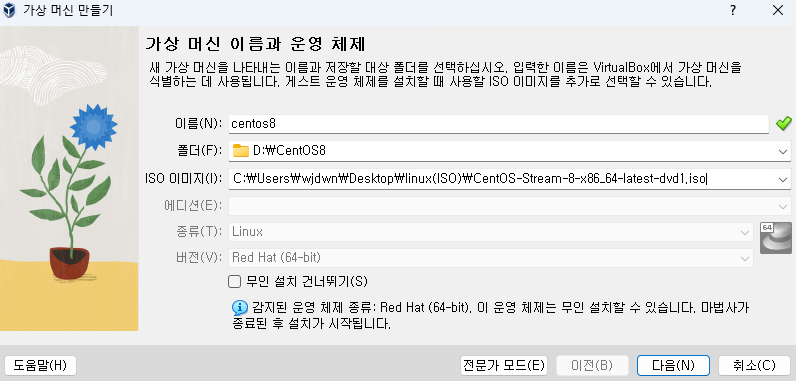 가상 머신 만들기
? ×
가상 머신 이름과 운영 체제
새 가상 머신을 나타내는 이름과 저장할 대상 폴더를 선택하십시오. 입력한 이름은 VirtualBox에서 가상 머신을
식별하는 데 사용됩니다. 게스트 운영 체제를 설치할 때 사용할 ISO 이미지를 추가로 선택할 수 있습니다.
이름(N): centos8
폴더(F): D:\CentOS8
ISO 이미지(I): C:\Users\wjdwn\Desktop\linux(ISO)\CentOS-Stream-8-x86_64-latest-dvd1.iso
에디션(E):
종류(T): Linux
64
버전(V): Red Hat (64-bit)
무인 설치 건너뛰기(S)
감지된 운영 체제 종류: Red Hat (64-bit). 이 운영 체제는 무인 설치할 수 있습니다. 마법사가
종료된 후 설치가 시작됩니다.
도움말(H) 전문가 모드(E) 이전(B) 다음(N) 취소(C)